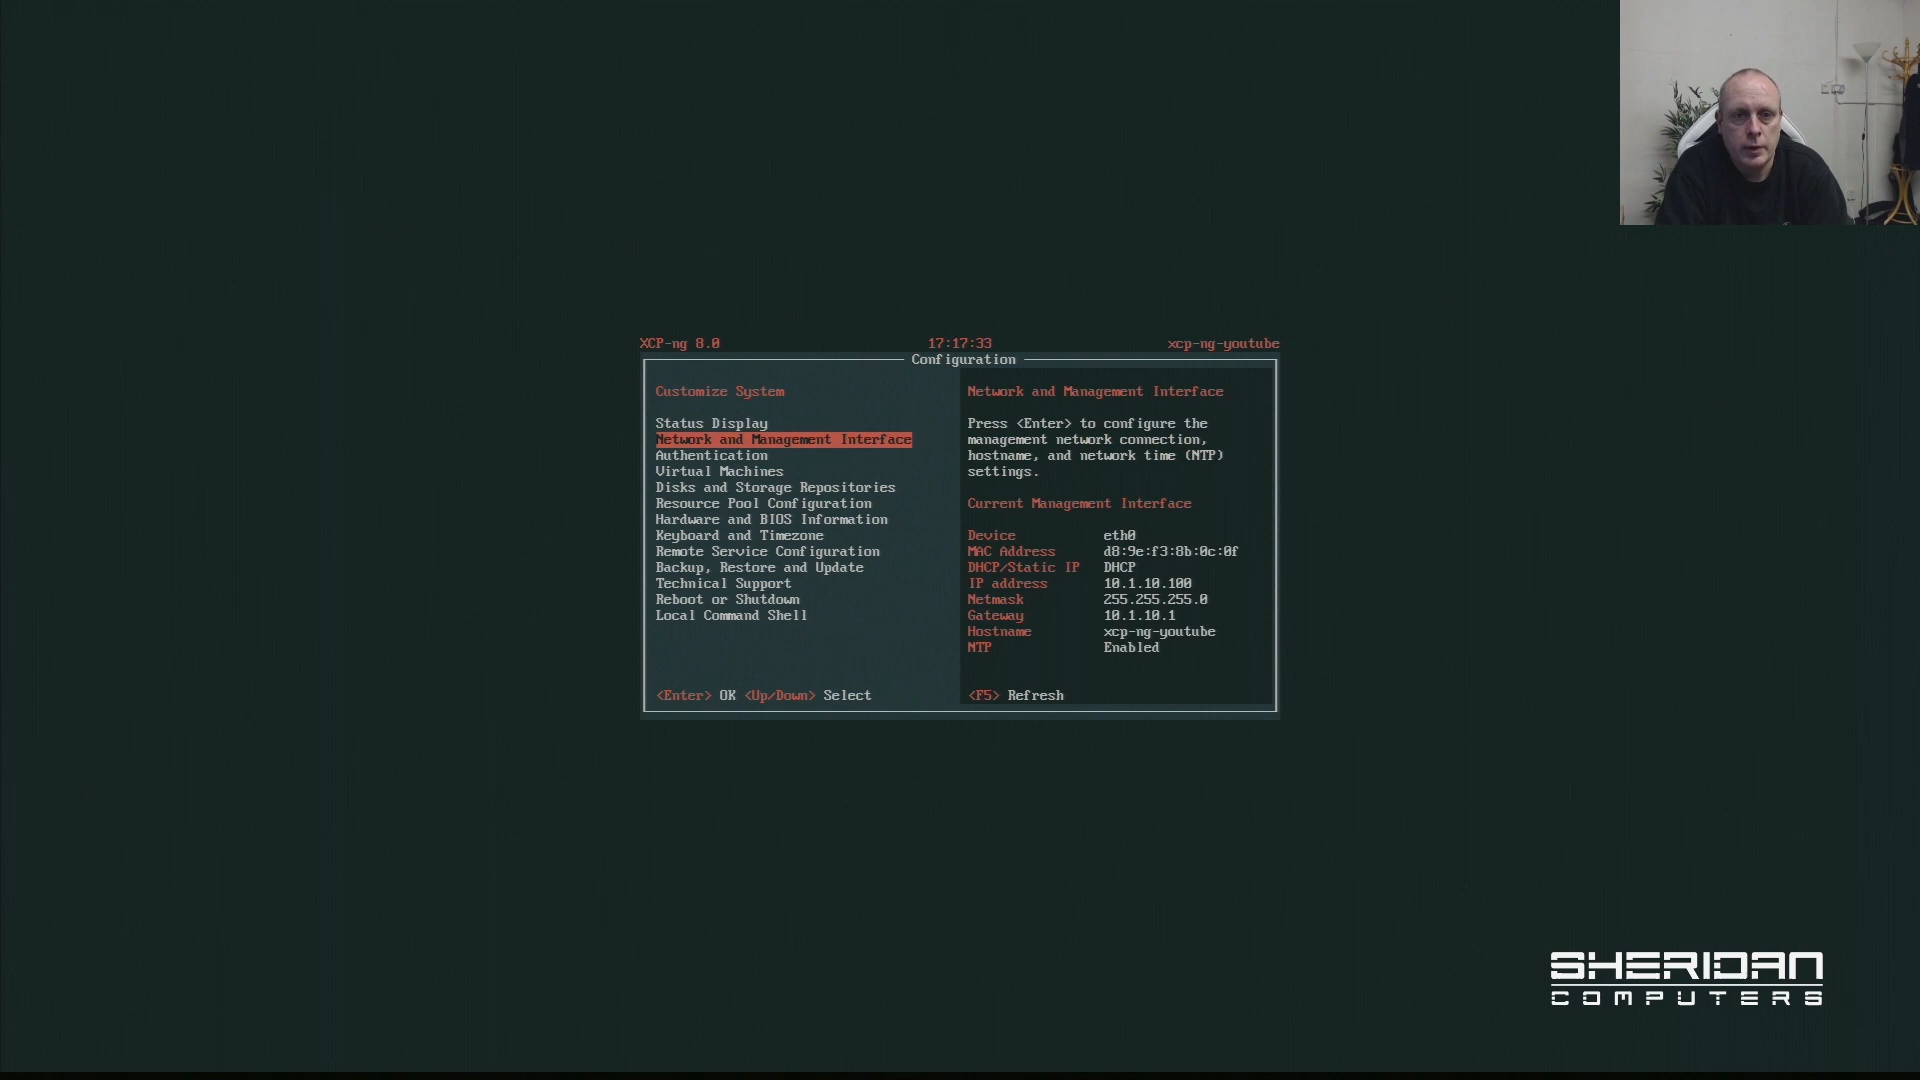 XCP-ng 8.0 17:17:33 xcp-ng-youtube
Configuration
Customize System
Status Display
Network and Management Interface
Authentication
Virtual Machines
Disks and Storage Repositories
Resource Pool Configuration
Hardware and BIOS Information
Keyboard and Timezone
Remote Service Configuration
Backup, Restore and Update
Technical Support
Reboot or Shutdown
Local Command Shell
<Enter> OK <Up/Down> Select
Network and Management Interface
Press <Enter> to configure the
management network connection,
hostname, and network time (NTP)
settings.
Current Management Interface
Device eth0
MAC Address d8:9e:f3:8b:0c:0f
DHCP/Static IP DHCP
IP address 10.1.10.100
Netmask 255.255.255.0
Gateway 10.1.10.1
Hostname xcp-ng-youtube
NTP Enabled
<F5> Refresh
SHERIDAN
COMPUTERS